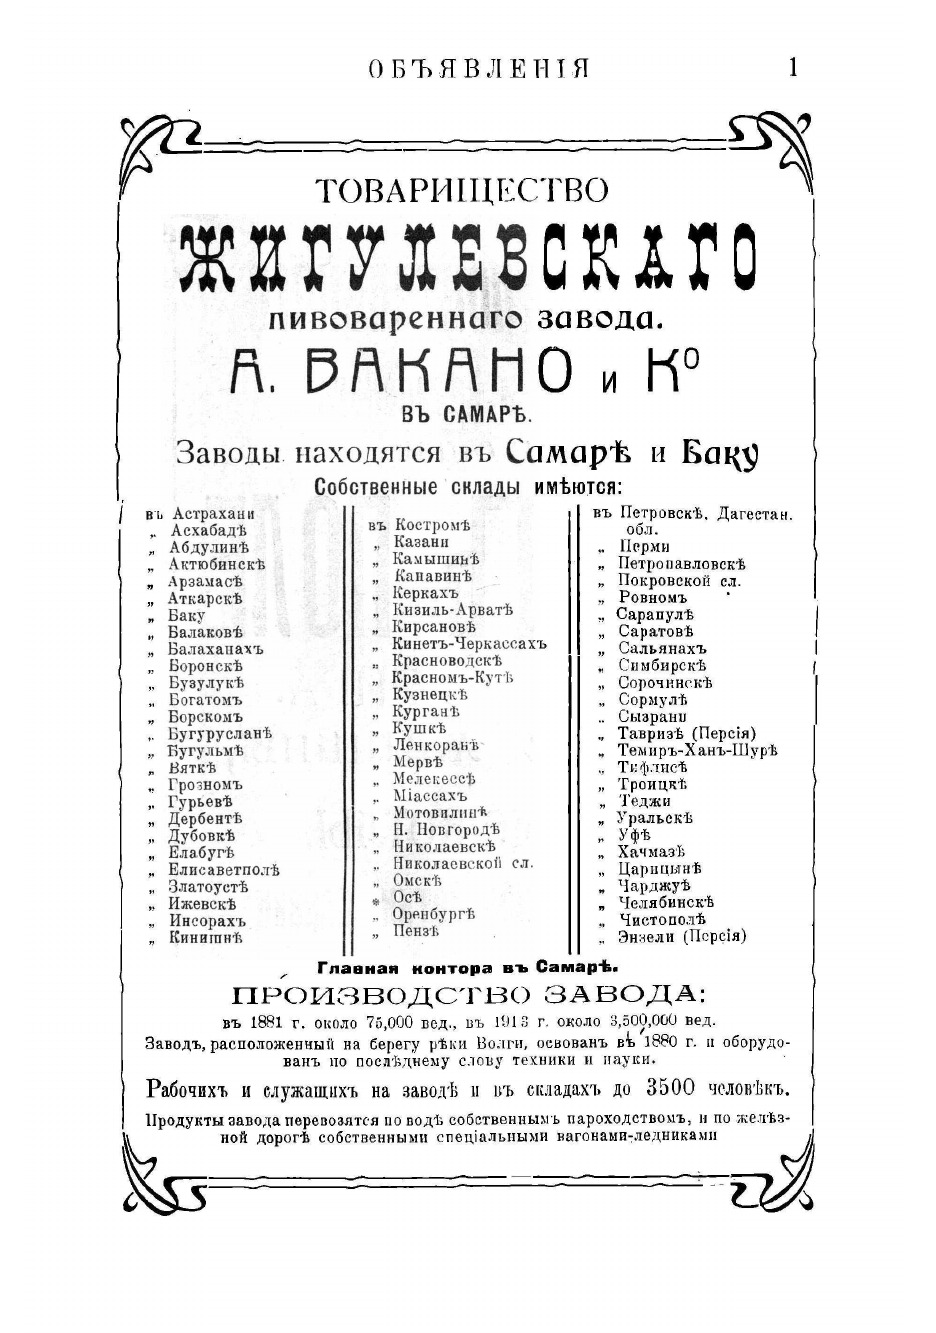 ОБЪЯВЛЕНІЯ
1
ТОВАРИЩЕСТВО
ЖИГУЛЕВСКАГО
пивовареннаго завода.
А. ВАКАНО и К⁰
ВЪ САМАРѢ.
Заводы находятся въ Самарѣ и Баку
Собственные склады имѣются:
въ Астрахани
„ Асхабадѣ
„ Абдулинѣ
„ Актюбинскѣ
„ Арзамасѣ
„ Аткарскѣ
„ Баку
„ Балаковѣ
„ Балаханахъ
„ Боронскѣ
„ Бузулукѣ
„ Богатомъ
„ Борскомъ
„ Бугурусланѣ
„ Бугульмѣ
„ Вяткѣ
„ Грозномъ
„ Гурьевѣ
„ Дербентѣ
„ Дубовкѣ
„ Елабугѣ
„ Елисаветполѣ
„ Златоустѣ
„ Ижевскѣ
„ Инсорахъ
„ Кинишнѣ
въ Костромѣ
„ Казани
„ Камышинѣ
„ Капавинѣ
„ Керкахъ
„ Кизиль-Арватѣ
„ Кирсановѣ
„ Кинетъ-Черкассахъ
„ Красноводскѣ
„ Красномъ-Кутѣ
„ Кузнецкѣ
„ Курганѣ
„ Кушкѣ
„ Ленкоранѣ
„ Мервѣ
„ Мелекессѣ
„ Міассахъ
„ Мотовилинѣ
„ Н. Новгородѣ
„ Николаевскѣ
„ Николаевской сл.
„ Омскѣ
„ Осѣ
„ Оренбургѣ
„ Пензѣ
въ Петровскѣ, Дагестан.
обл.
„ Перми
„ Петропавловскѣ
„ Покровской сл.
„ Ровномъ
„ Сарапулѣ
„ Саратовѣ
„ Сальянахъ
„ Симбирскѣ
„ Сорочинскѣ
„ Сормулѣ
„ Сызрани
„ Тавризѣ (Персія)
„ Темиръ-Ханъ-Шурѣ
„ Тифлисѣ
„ Троицкѣ
„ Теджи
„ Уральскѣ
„ Уфѣ
„ Хачмазѣ
„ Царицынѣ
„ Чарджуѣ
„ Челябинскѣ
„ Чистополѣ
„ Энзели (Персія)
Главная контора въ Самарѣ.
ПРОИЗВОДСТВО ЗАВОДА:
въ 1881 г. около 75,000 вед., въ 1913 г. около 3,500,000 вед.
Заводъ, расположенный на берегу рѣки Волги, основанъ въ 1880 г. и оборудо-
ванъ по послѣднему слову техники и науки.
Рабочихъ и служащихъ на заводѣ и въ складахъ до 3500 человѣкъ.
Продукты завода перевозятся по водѣ собственнымъ пароходствомъ, и по желѣз-
ной дорогѣ собственными спеціальными вагонами-ледниками